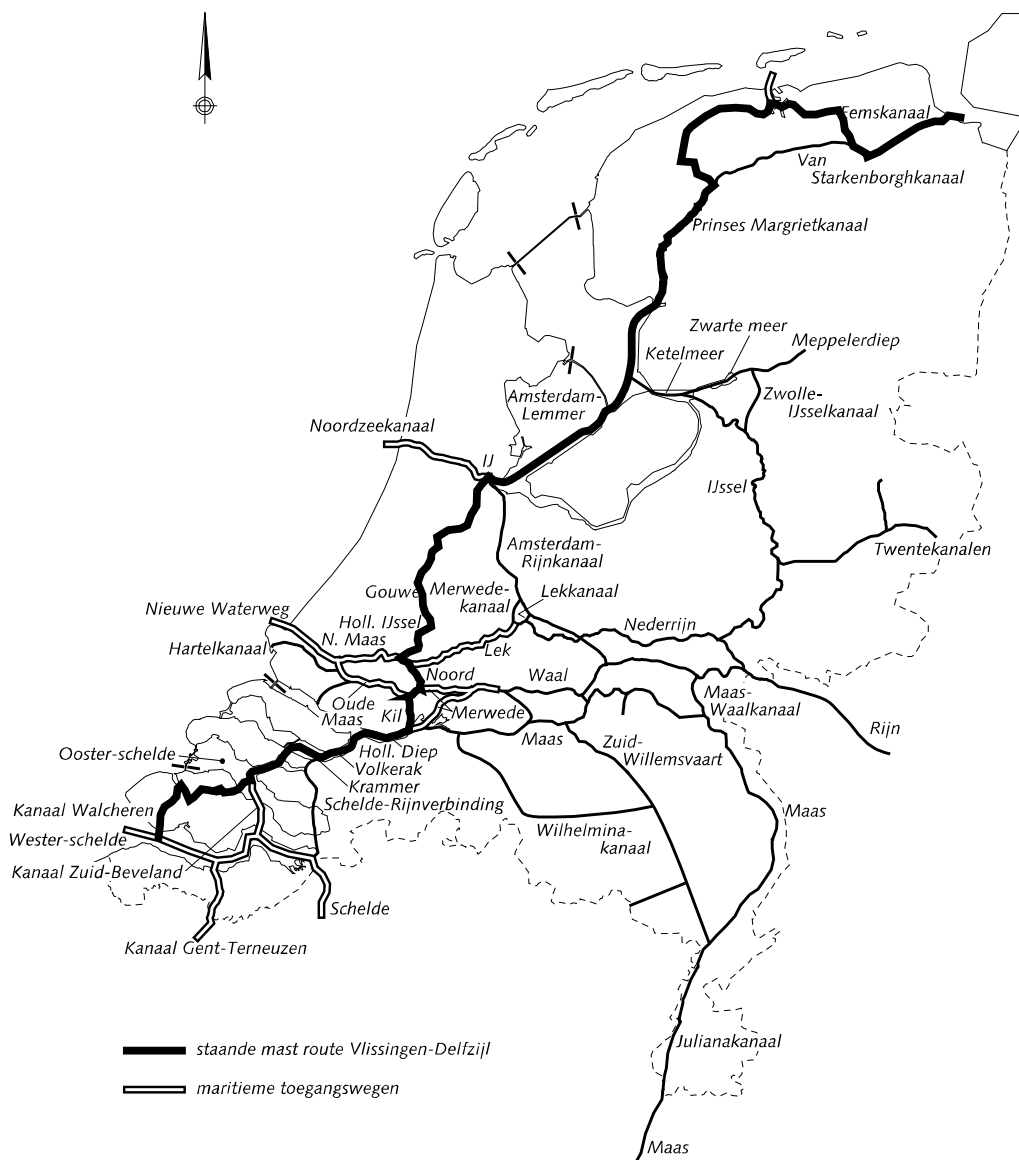 Eemskanaal
Van
Starkenborghkanaal
Prinses Margrietkanaal
Zwarte meer
Ketelmeer
Meppelerdiep
Amsterdam-
Lemmer
Zwolle-
IJsselkanaal
Noordzeekanaal
IJ
IJssel
Amsterdam-
Rijnkanaal
Twentekanalen
Gouwe
Merwede-
kanaal
Lekkanaal
Nieuwe Waterweg
Holl. IJssel
N. Maas
Nederrijn
Hartelkanaal
Lek
Noord
Waal
Oude
Maas
Kil
Merwede
Maas-
Waalkanaal
Rijn
Maas
Zuid-
Willemsvaart
Ooster-schelde
Holl. Diep
Volkerak
Krammer
Schelde-Rijnverbinding
Kanaal Walcheren
Maas
Wester-schelde
Wilhelmina-
kanaal
Kanaal Zuid-Beveland
Schelde
Kanaal Gent-Terneuzen
staande mast route Vlissingen-Delfzijl
Julianakanaal
maritieme toegangswegen
Maas